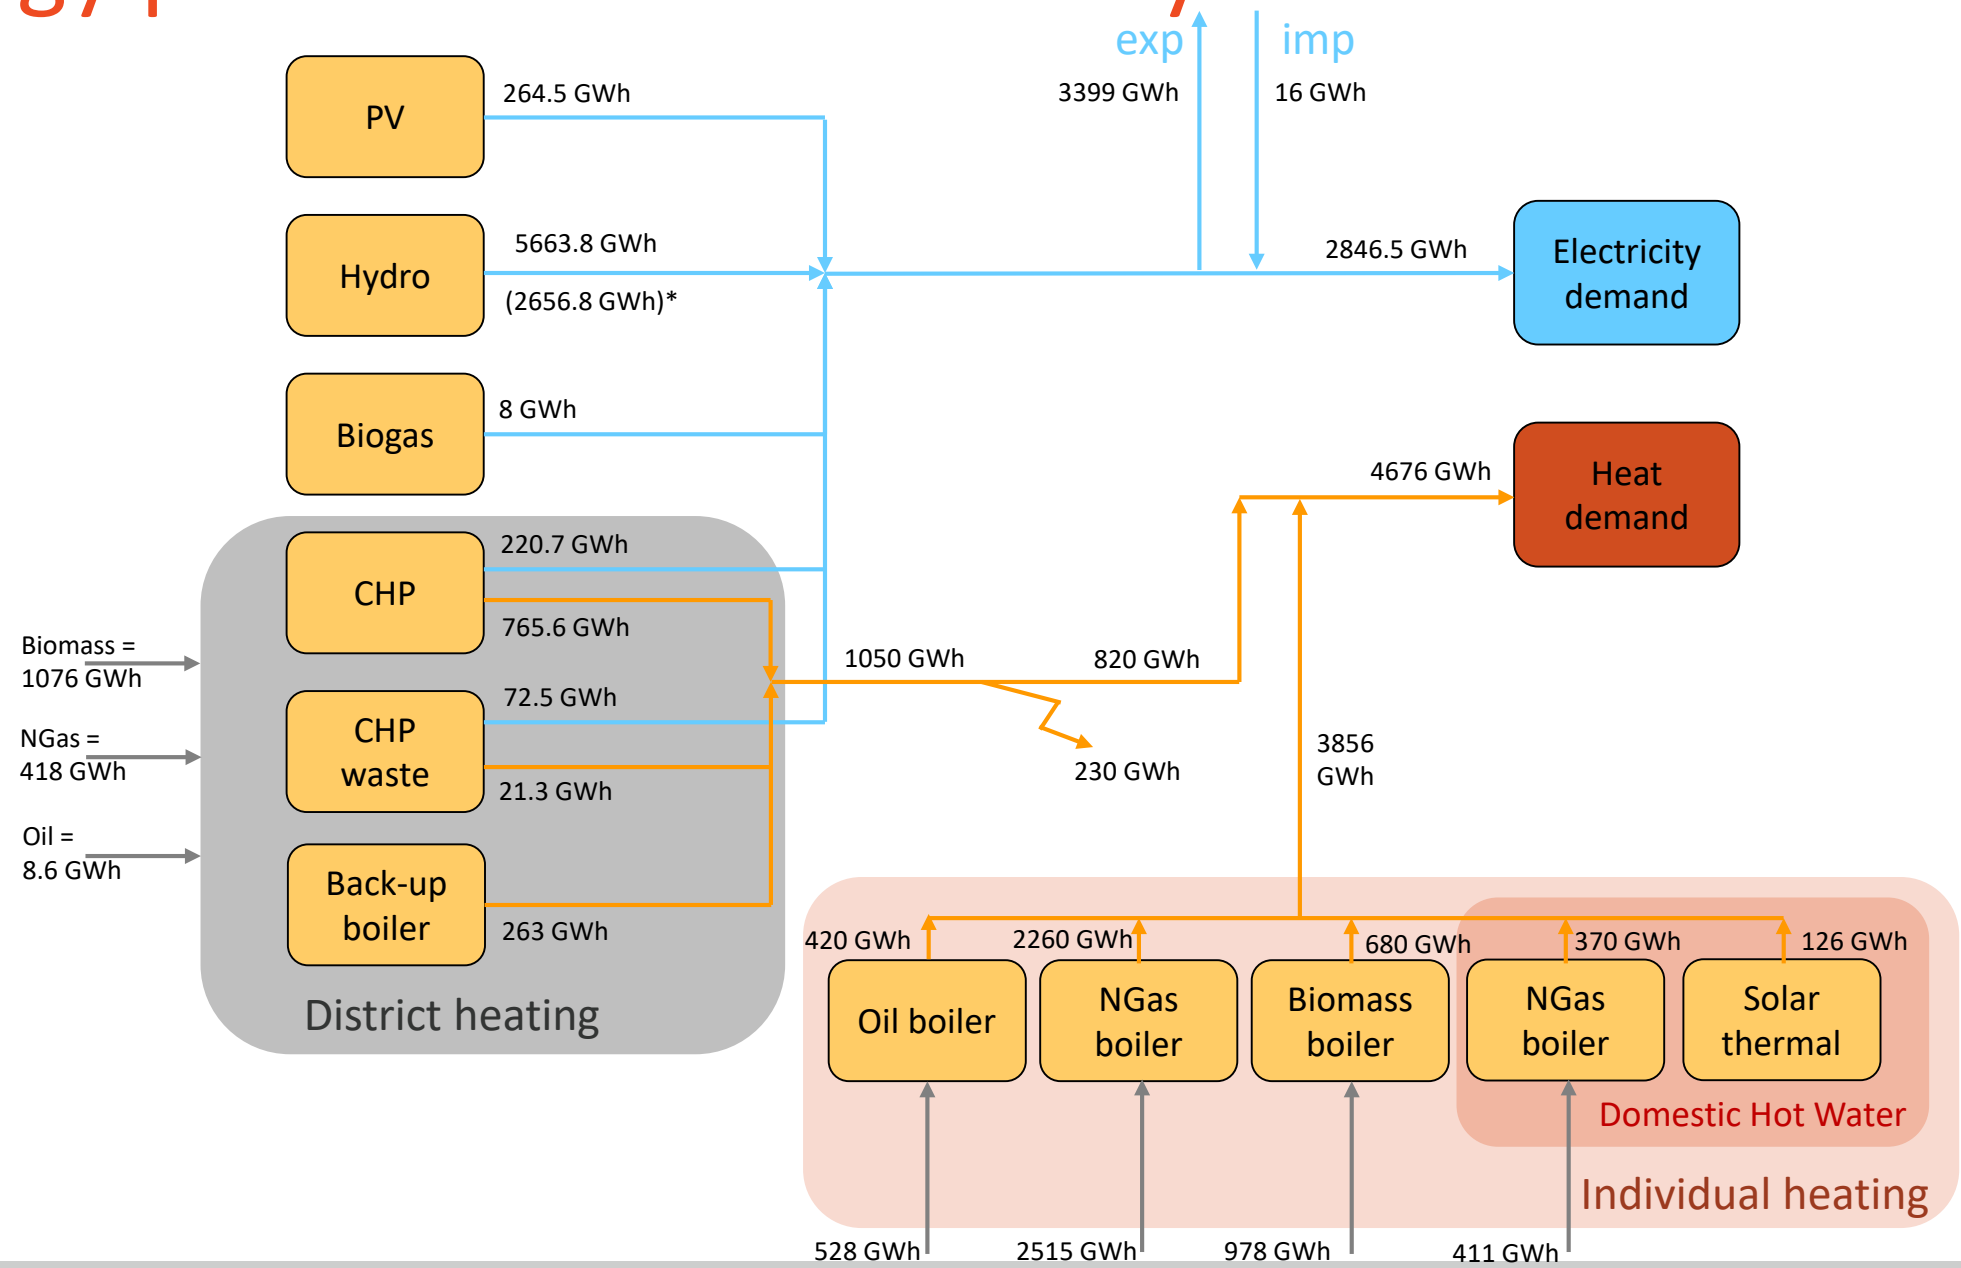 exp
imp
3399 GWh
16 GWh
PV
264.5 GWh
Hydro
5663.8 GWh
(2656.8 GWh)*
2846.5 GWh
Electricity
demand
Biogas
8 GWh
4676 GWh
Heat
demand
CHP
220.7 GWh
765.6 GWh
Biomass =
1076 GWh
1050 GWh
820 GWh
CHP
waste
72.5 GWh
21.3 GWh
NGas =
418 GWh
230 GWh
3856
GWh
Oil =
8.6 GWh
Back-up
boiler
263 GWh
District heating
420 GWh
2260 GWh
680 GWh
370 GWh
126 GWh
Oil boiler
NGas
boiler
Biomass
boiler
NGas
boiler
Solar
thermal
Domestic Hot Water
Individual heating
528 GWh
2515 GWh
978 GWh
411 GWh